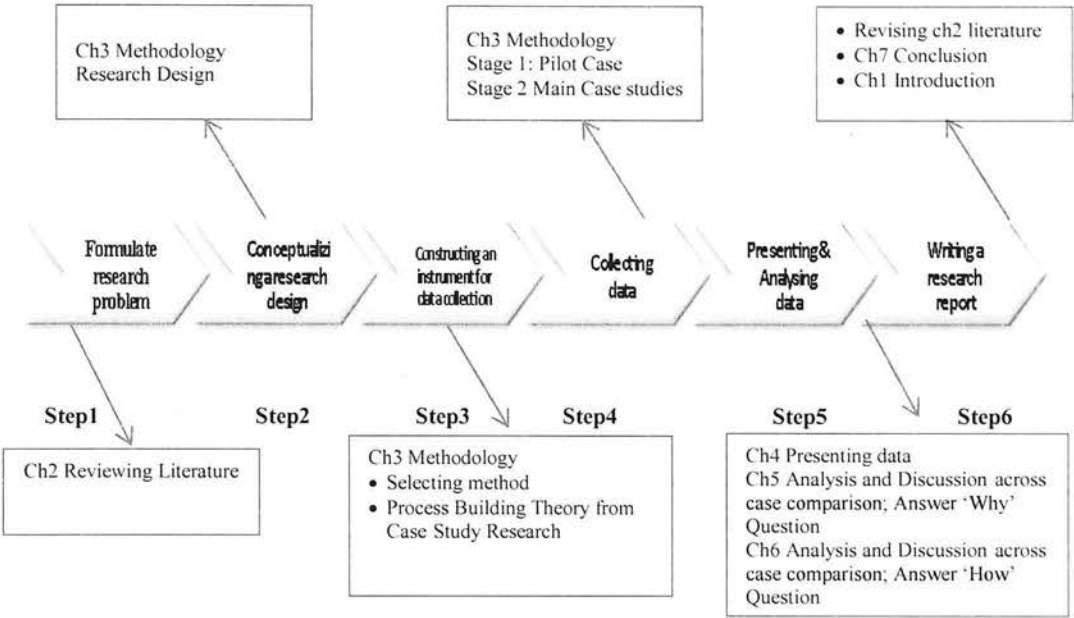 Ch3 Methodology
Research Design
Ch3 Methodology
Stage 1: Pilot Case
Stage 2 Main Case studies
• Revising ch2 literature
• Ch7 Conclusion
• Ch1 Introduction
Formulate
research
problem
Conceptualizi
ng a research
design
Constructing an
instrument for
data collection
Collecting
data
Presenting &
Analysing
data
Writing a
research
report
Step1
Step2
Step3
Step4
Step5
Step6
Ch2 Reviewing Literature
Ch3 Methodology
• Selecting method
• Process Building Theory from
Case Study Research
Ch4 Presenting data
Ch5 Analysis and Discussion across
case comparison; Answer ‘Why’
Question
Ch6 Analysis and Discussion across
case comparison; Answer ‘How’
Question